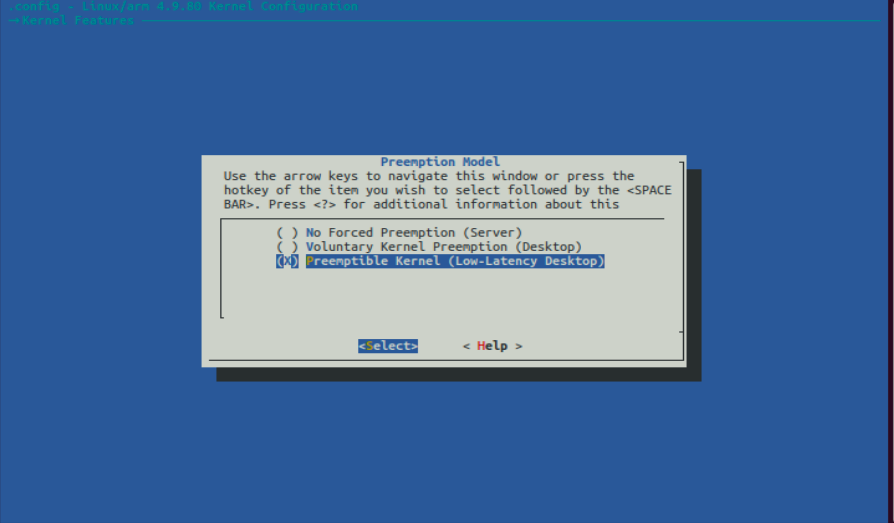 .config - Linux/arm 4.9.80 Kernel Configuration
→ Kernel Features
Preemption Model
Use the arrow keys to navigate this window or press the
hotkey of the item you wish to select followed by the <SPACE
BAR>. Press <?> for additional information about this
( ) No Forced Preemption (Server)
( ) Voluntary Kernel Preemption (Desktop)
(X) Preemptible Kernel (Low-Latency Desktop)
<Select> < Help >